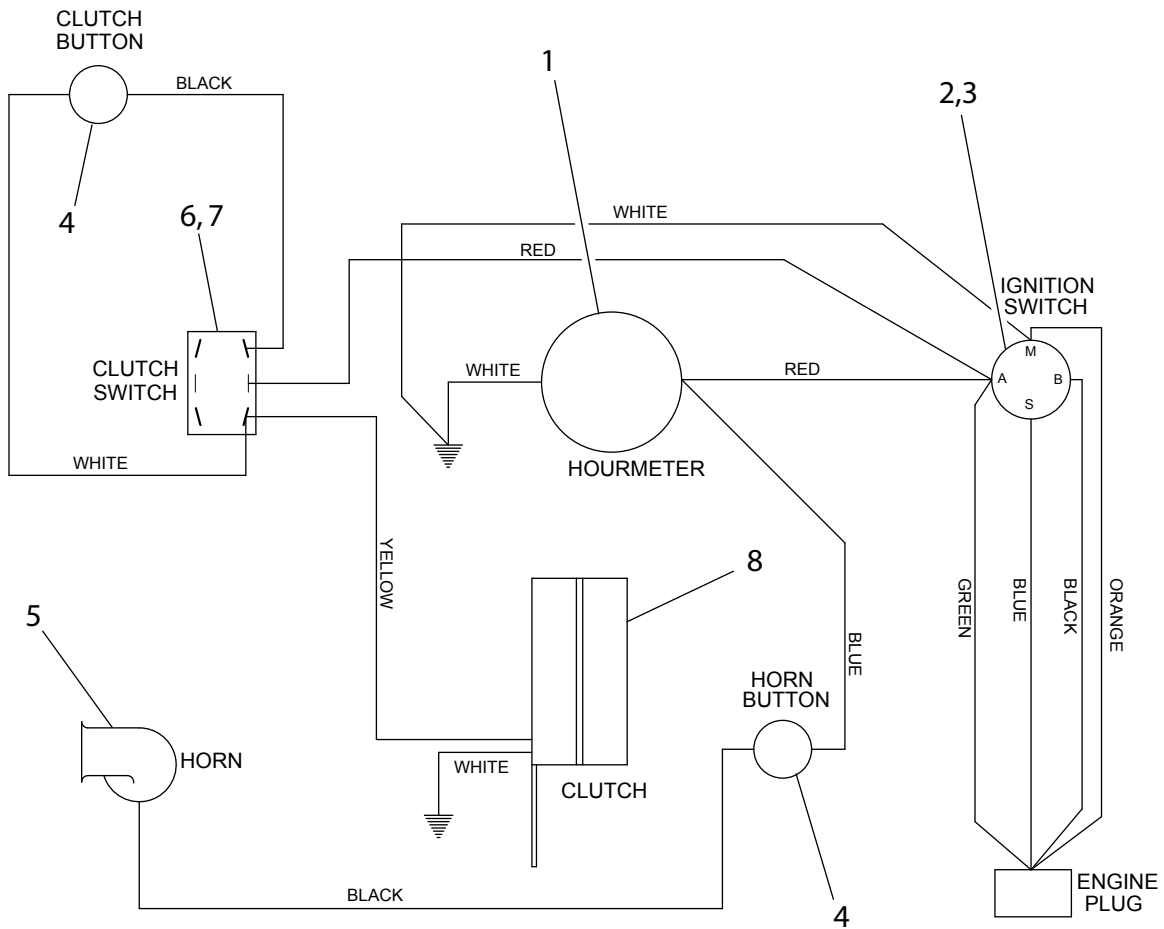 CLUTCH
BUTTON
BLACK
1
2,3
4
6, 7
WHITE
RED
IGNITION
SWITCH
M
A
B
S
CLUTCH
SWITCH
WHITE
RED
HOURMETER
WHITE
YELLOW
8
GREEN
BLUE
BLACK
ORANGE
5
BLUE
HORN
BUTTON
HORN
WHITE
CLUTCH
BLACK
4
ENGINE
PLUG